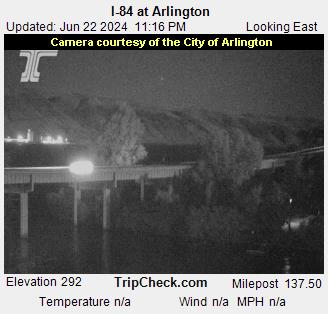 I-84 at Arlington
Updated: Jun 22 2024 11:16 PM Looking East
Camera courtesy of the City of Arlington
Elevation 292 TripCheck.com Milepost 137.50
Temperature n/a Wind n/a MPH n/a